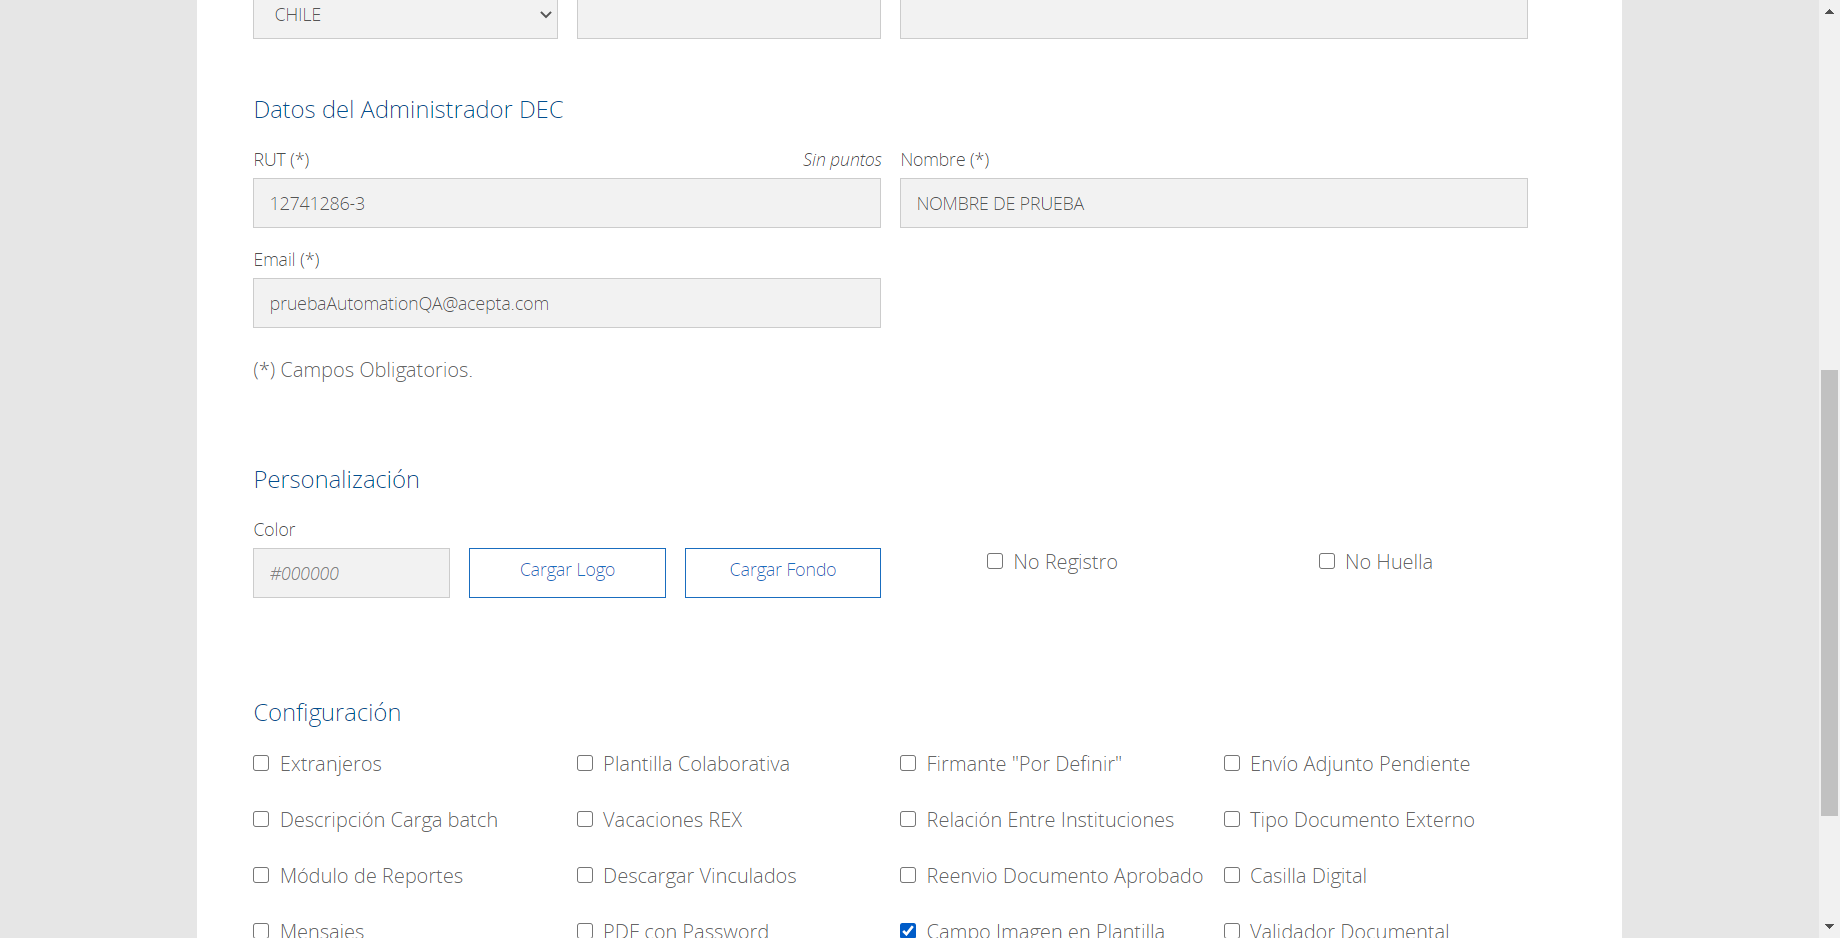 CHILE
Datos del Administrador DEC
RUT (*) Sin puntos Nombre (*)
12741286-3 NOMBRE DE PRUEBA
Email (*)
pruebaAutomationQA@acepta.com
(*) Campos Obligatorios.
Personalización
Color
#000000 Cargar Logo Cargar Fondo No Registro No Huella
Configuración
Extranjeros Plantilla Colaborativa Firmante "Por Definir" Envío Adjunto Pendiente
Descripción Carga batch Vacaciones REX Relación Entre Instituciones Tipo Documento Externo
Módulo de Reportes Descargar Vinculados Reenvio Documento Aprobado Casilla Digital
Mensajes PDF con Password Campo Imagen en Plantilla Validador Documental